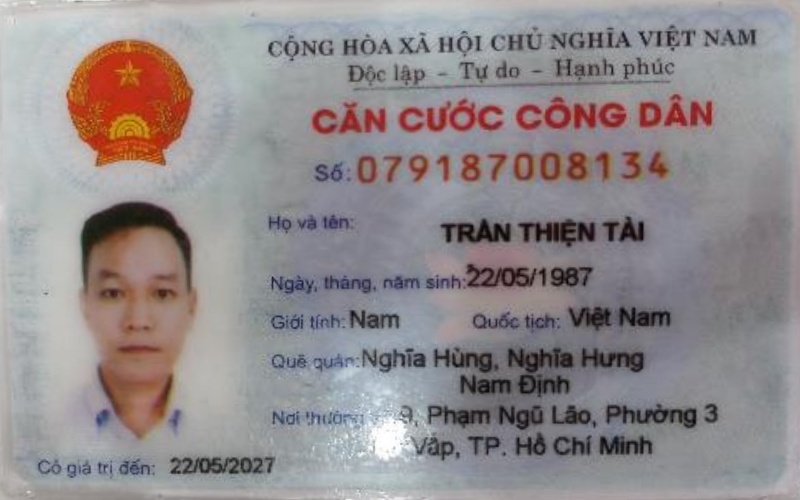 CỘNG HÒA XÃ HỘI CHỦ NGHĨA VIỆT NAM
Độc lập - Tự do - Hạnh phúc
CĂN CƯỚC CÔNG DÂN
Số: 079187008134
Họ và tên: TRẦN THIỆN TÀI
Ngày, tháng, năm sinh: 22/05/1987
Giới tính: Nam Quốc tịch: Việt Nam
Quê quán: Nghĩa Hùng, Nghĩa Hưng
Nam Định
Nơi thường 9, Phạm Ngũ Lão, Phường 3
Vấp, TP. Hồ Chí Minh
Có giá trị đến: 22/05/2027